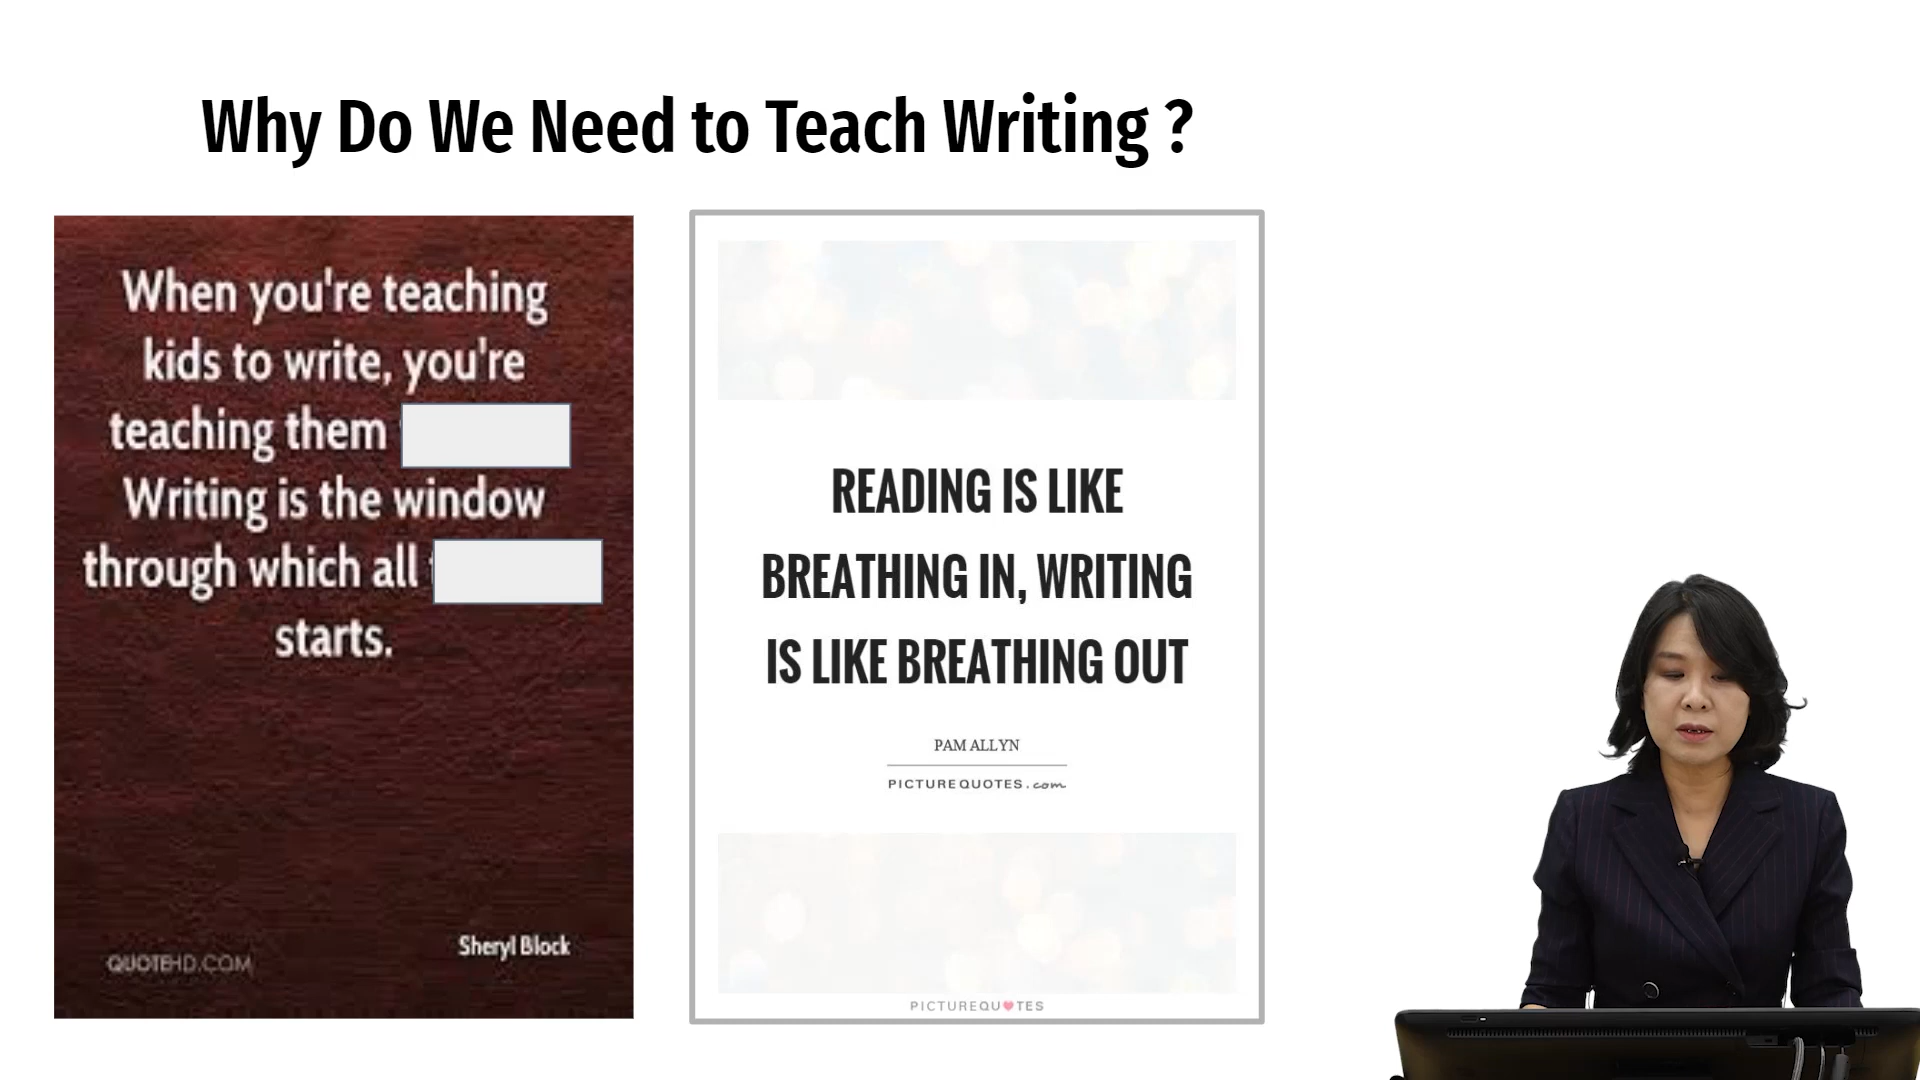 Why Do We Need to Teach Writing ?
When you're teaching
kids to write, you're
teaching them
Writing is the window
through which all
starts.
Sheryl Block
QUOTEHD.COM
READING IS LIKE
BREATHING IN, WRITING
IS LIKE BREATHING OUT
PAM ALLYN
PICTUREQUOTES.com
PICTUREQU♥TES